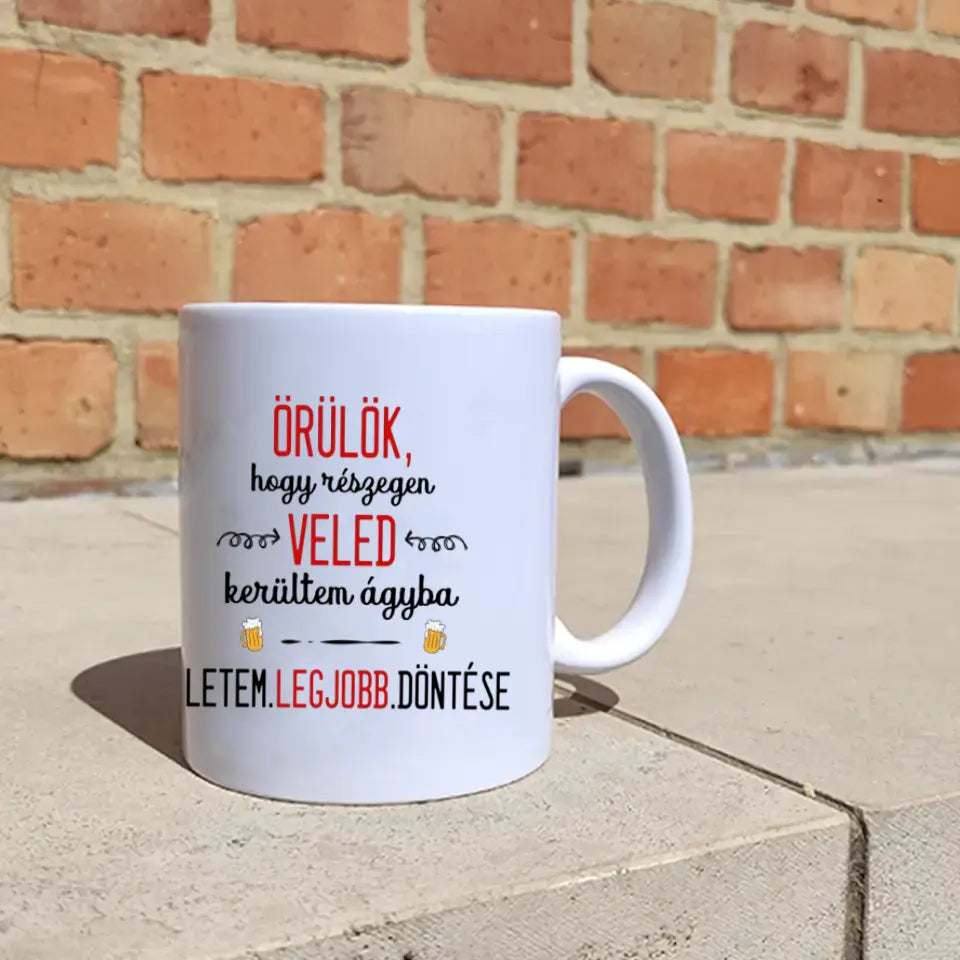 ÖRÜLÖK,
hogy részegen
VELED
kerültem ágyba
LETEM.LEGJOBB.DÖNTÉSE